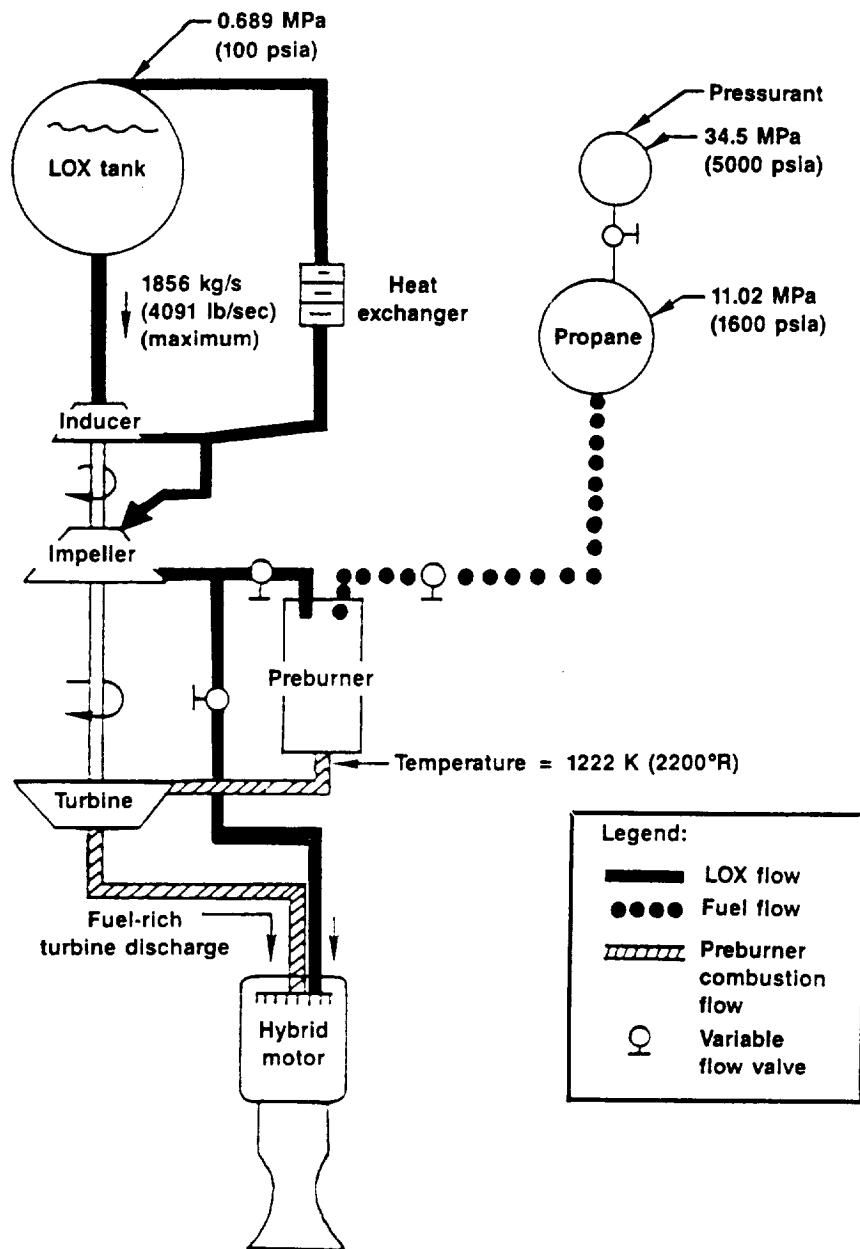 0.689 MPa
(100 psia)
LOX tank
Pressurant
34.5 MPa
(5000 psia)
1856 kg/s
(4091 lb/sec)
(maximum)
Heat
exchanger
11.02 MPa
(1600 psia)
Propane
Inducer
Impeller
Preburner
Temperature = 1222 K (2200°R)
Turbine
Fuel-rich
turbine discharge
Hybrid
motor
Legend:
LOX flow
Fuel flow
Preburner
combustion
flow
Variable
flow valve